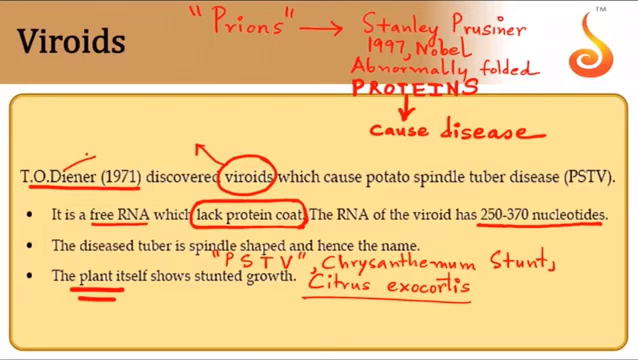 Viroids
"Prions" → Stanley Prusiner
1997, Nobel
Abnormally folded
PROTEINS
cause disease
T.O.Diener (1971) discovered viroids which cause potato spindle tuber disease (PSTV).
• It is a free RNA which lack protein coat. The RNA of the viroid has 250-370 nucleotides.
• The diseased tuber is spindle shaped and hence the name.
"PSTV", Chrysanthemum Stunt,
• The plant itself shows stunted growth. Citrus exocortis